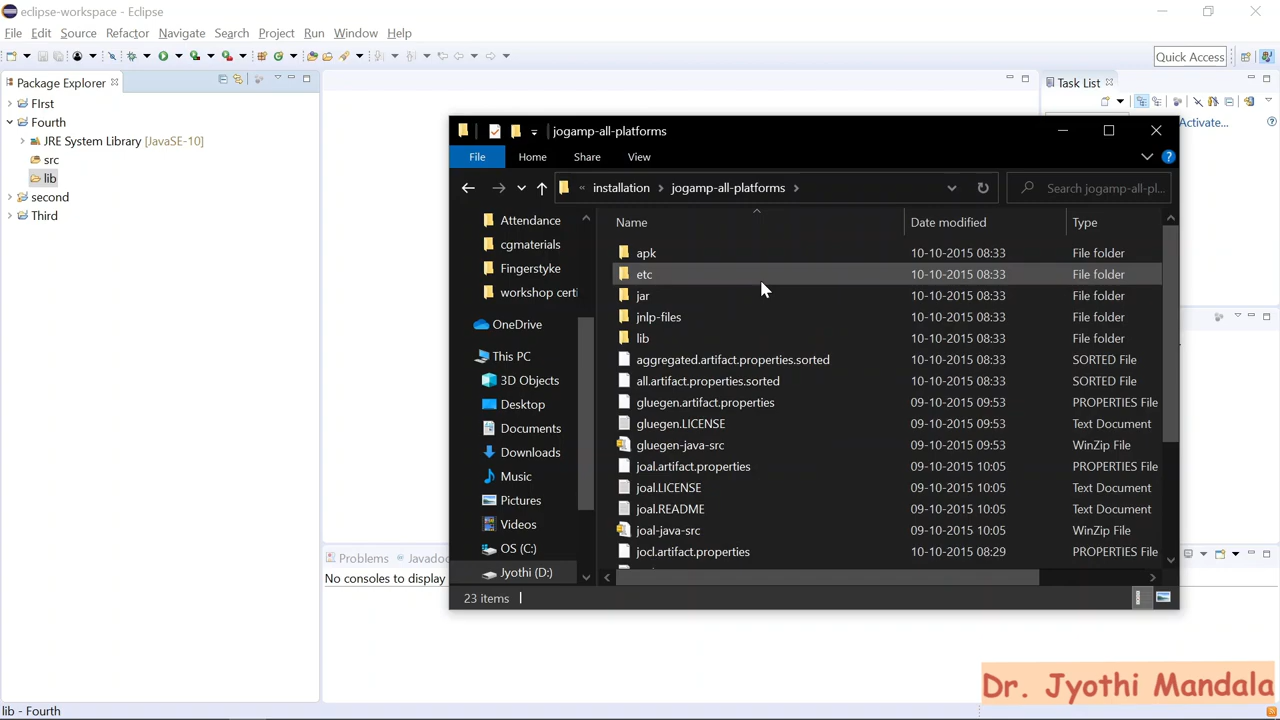 eclipse-workspace - Eclipse
File Edit Source Refactor Navigate Search Project Run Window Help
Quick Access
Package Explorer
Task List
FIrst
Fourth
JRE System Library [JavaSE-10]
src
lib
second
Third
Activate...
jogamp-all-platforms
File Home Share View
« installation > jogamp-all-platforms >
Search jogamp-all-pl...
Attendance
cgmaterials
Fingerstyke
workshop certi
OneDrive
This PC
3D Objects
Desktop
Documents
Downloads
Music
Pictures
Videos
OS (C:)
Jyothi (D:)
Name Date modified Type
apk 10-10-2015 08:33 File folder
etc 10-10-2015 08:33 File folder
jar 10-10-2015 08:33 File folder
jnlp-files 10-10-2015 08:33 File folder
lib 10-10-2015 08:33 File folder
aggregated.artifact.properties.sorted 10-10-2015 08:33 SORTED File
all.artifact.properties.sorted 10-10-2015 08:33 SORTED File
gluegen.artifact.properties 09-10-2015 09:53 PROPERTIES File
gluegen.LICENSE 09-10-2015 09:53 Text Document
gluegen-java-src 09-10-2015 09:53 WinZip File
joal.artifact.properties 09-10-2015 10:05 PROPERTIES File
joal.LICENSE 09-10-2015 10:05 Text Document
joal.README 09-10-2015 10:05 Text Document
joal-java-src 09-10-2015 10:05 WinZip File
jocl.artifact.properties 10-10-2015 08:29 PROPERTIES File
23 items
Problems Javadoc
No consoles to display
Dr. Jyothi Mandala
lib - Fourth